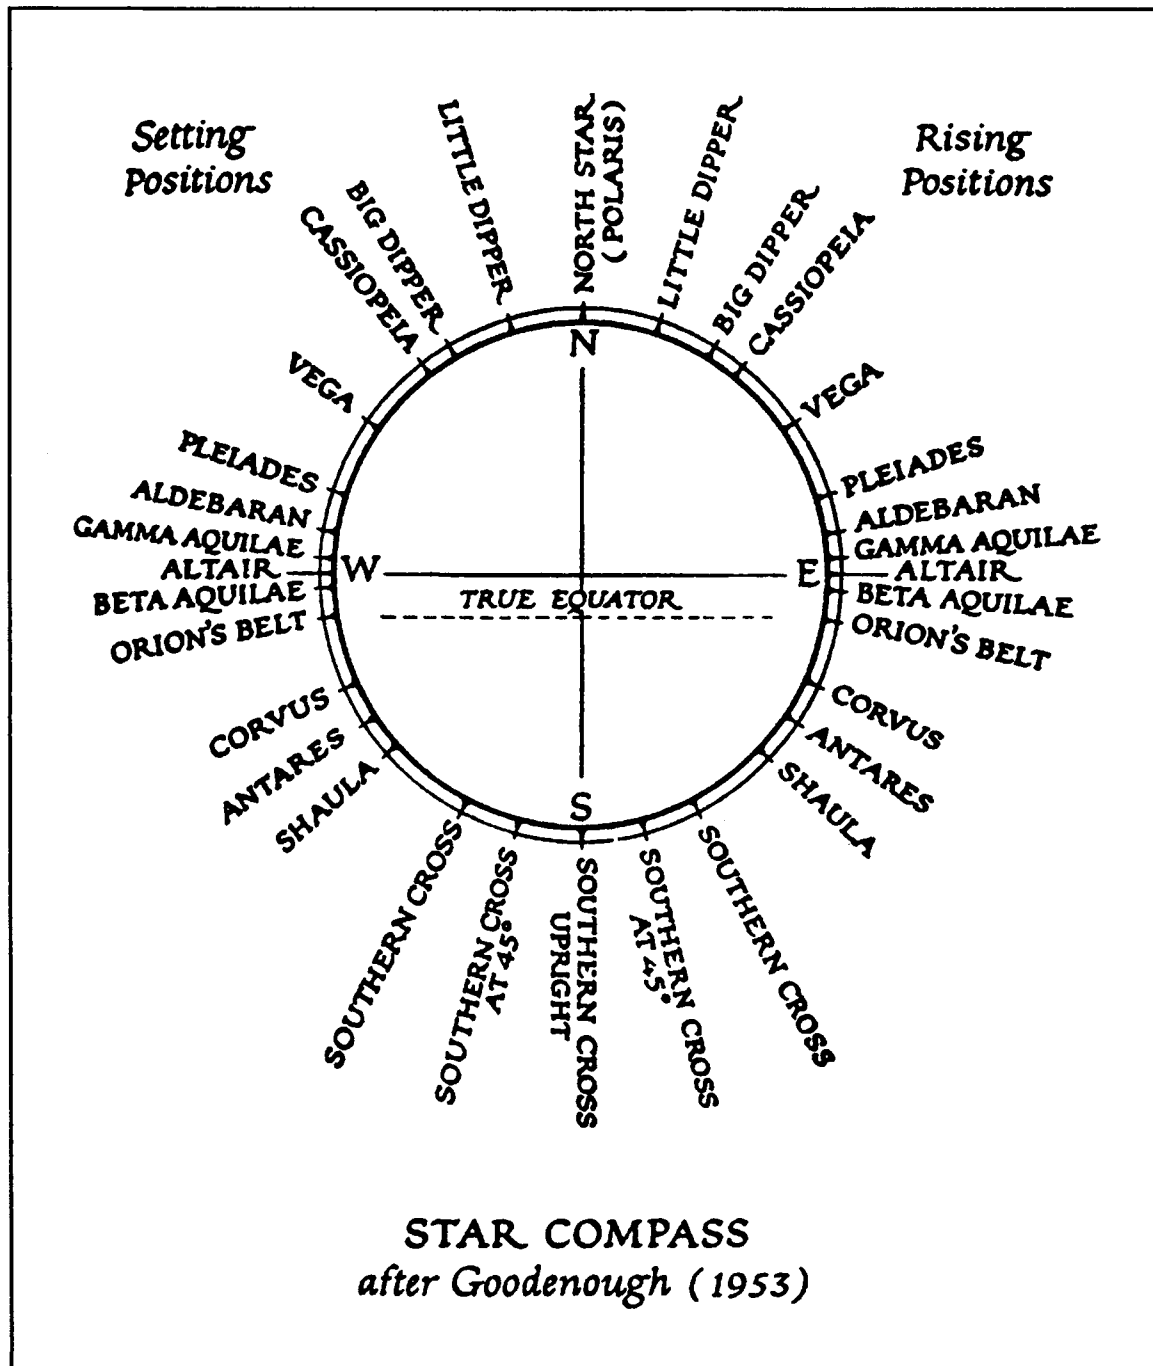 Setting
Positions
Rising
Positions
NORTH STAR
(POLARIS)
LITTLE DIPPER
BIG DIPPER
CASSIOPEIA
VEGA
PLEIADES
ALDEBARAN
GAMMA AQUILAE
ALTAIR
BETA AQUILAE
ORION'S BELT
CORVUS
ANTARES
SHAULA
SOUTHERN CROSS
SOUTHERN CROSS
AT 45°
SOUTHERN CROSS
UPRIGHT
SOUTHERN CROSS
AT 45°
SOUTHERN CROSS
SHAULA
ANTARES
CORVUS
ORION'S BELT
BETA AQUILAE
ALTAIR
GAMMA AQUILAE
ALDEBARAN
PLEIADES
VEGA
CASSIOPEIA
BIG DIPPER
LITTLE DIPPER
N
W
E
TRUE EQUATOR
S
STAR COMPASS
after Goodenough (1953)